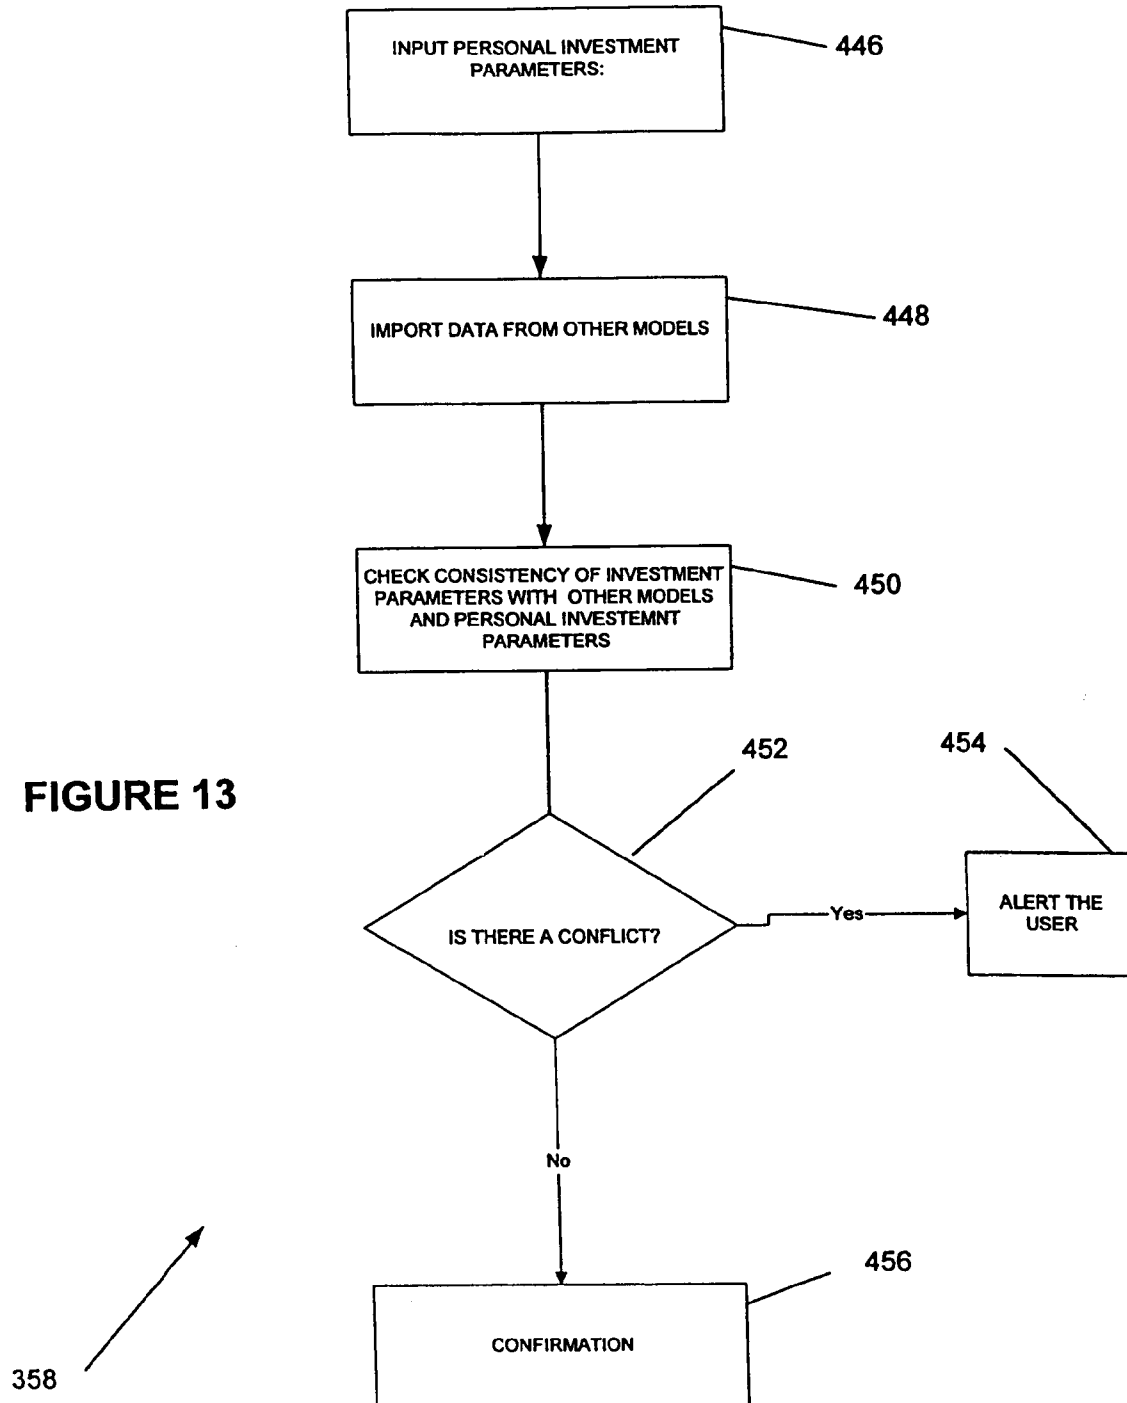 INPUT PERSONAL INVESTMENT
PARAMETERS:
446
IMPORT DATA FROM OTHER MODELS
448
CHECK CONSISTENCY OF INVESTMENT
PARAMETERS WITH OTHER MODELS
AND PERSONAL INVESTEMNT
PARAMETERS
450
452
454
FIGURE 13
IS THERE A CONFLICT?
Yes
ALERT THE
USER
No
456
CONFIRMATION
358